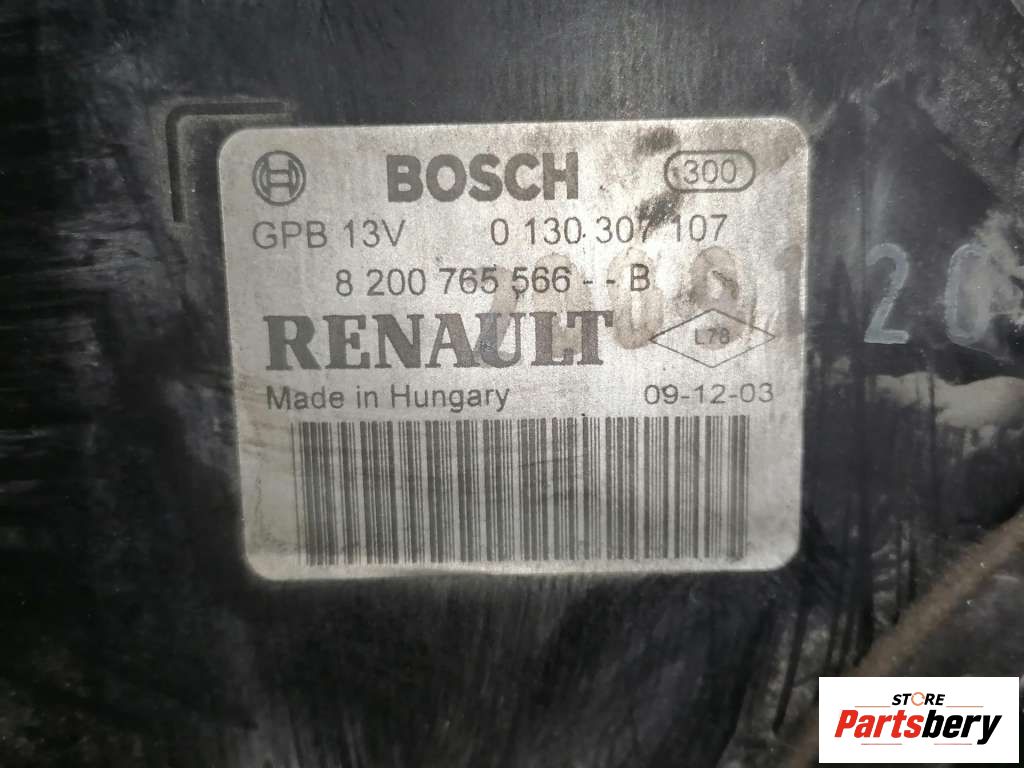 BOSCH 300
GPB 13V 0 130 307 107
8 200 765 566 - - B
RENAULT L78
Made in Hungary 09-12-03
20
STORE
Partsbery